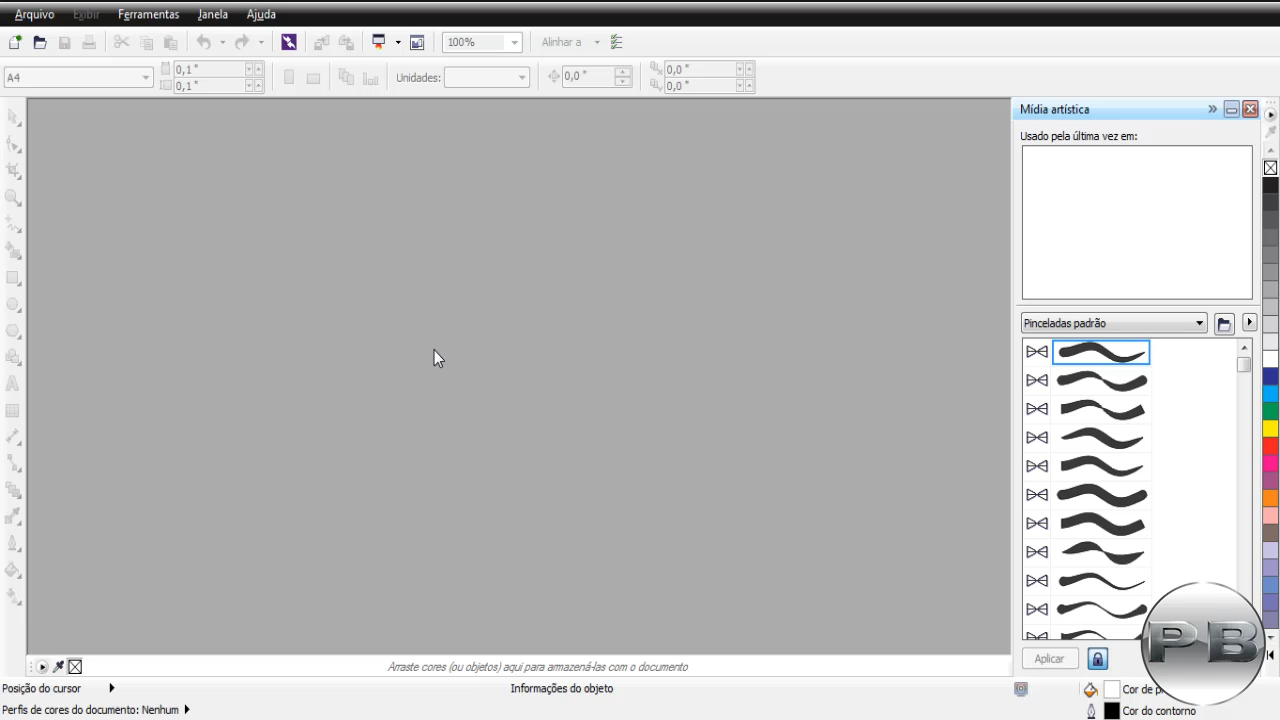 Arquivo Exibir Ferramentas Janela Ajuda
100% Alinhar a
A4 0,1 " 0,1 " Unidades: 0,0 " 0,0 " 0,0 "
Mídia artística
Usado pela última vez em:
Pinceladas padrão
Aplicar
PB
Arraste cores (ou objetos) aqui para armazená-las com o documento
Posição do cursor Informações do objeto Cor de p
Perfis de cores do documento: Nenhum Cor do contorno